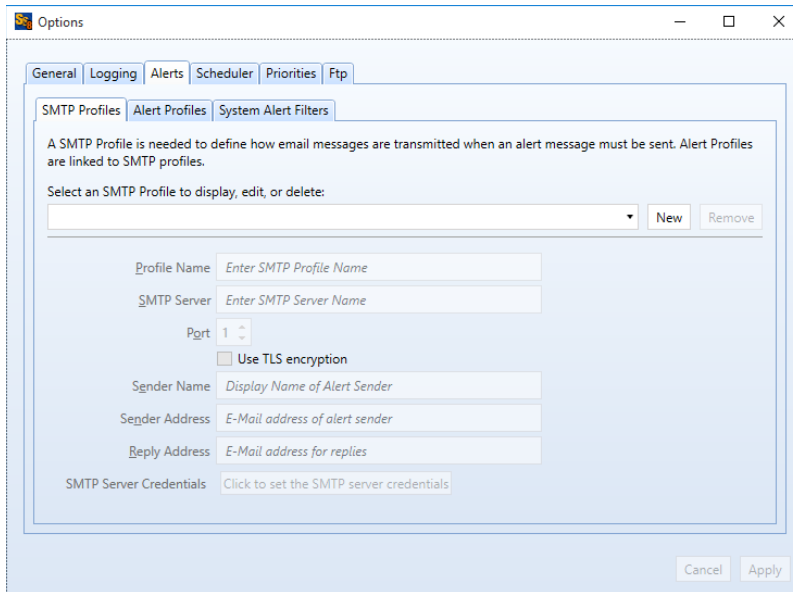 Options
General Logging Alerts Scheduler Priorities Ftp
SMTP Profiles Alert Profiles System Alert Filters
A SMTP Profile is needed to define how email messages are transmitted when an alert message must be sent. Alert Profiles
are linked to SMTP profiles.
Select an SMTP Profile to display, edit, or delete:
New Remove
Profile Name Enter SMTP Profile Name
SMTP Server Enter SMTP Server Name
Port 1
Use TLS encryption
Sender Name Display Name of Alert Sender
Sender Address E-Mail address of alert sender
Reply Address E-Mail address for replies
SMTP Server Credentials Click to set the SMTP server credentials
Cancel Apply